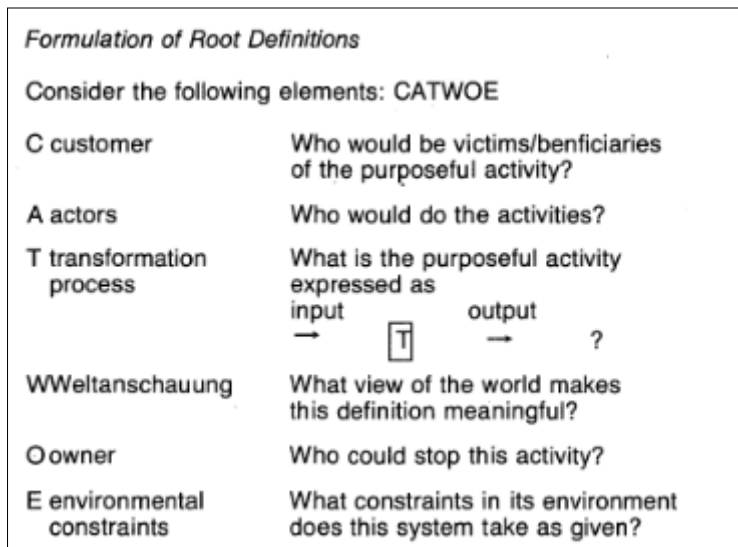 Formulation of Root Definitions
Consider the following elements: CATWOE
C customer Who would be victims/benficiaries
of the purposeful activity?
A actors Who would do the activities?
T transformation What is the purposeful activity
process expressed as
input output
→ T → ?
WWeltanschauung What view of the world makes
this definition meaningful?
O owner Who could stop this activity?
E environmental What constraints in its environment
constraints does this system take as given?